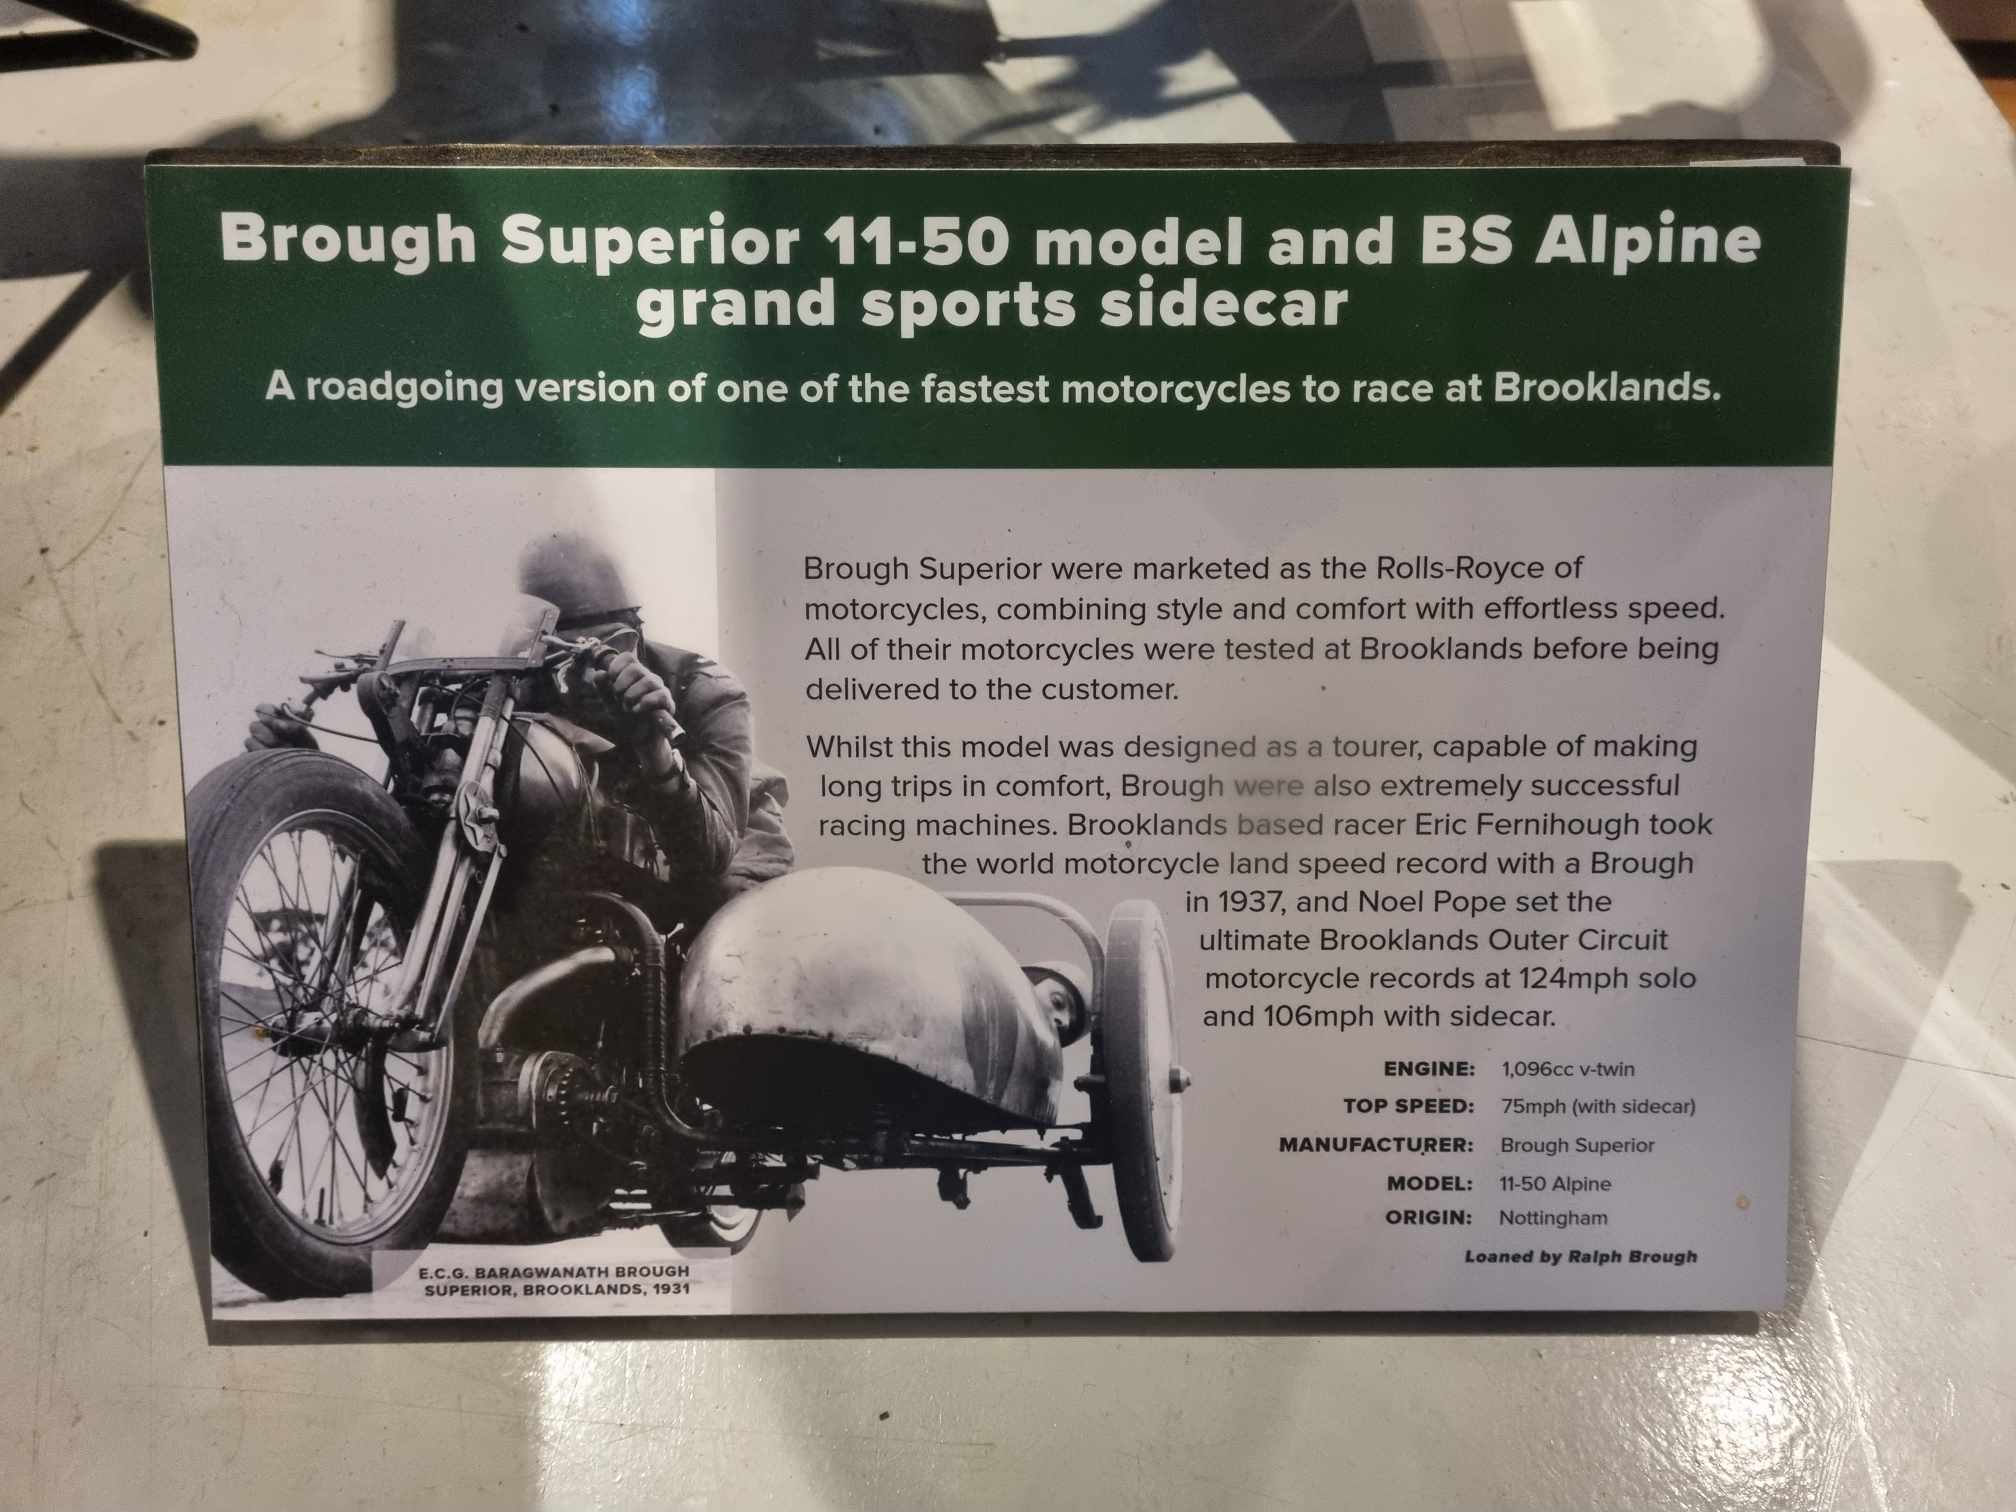 Brough Superior 11-50 model and BS Alpine
grand sports sidecar
A roadgoing version of one of the fastest motorcycles to race at Brooklands.
Brough Superior were marketed as the Rolls-Royce of
motorcycles, combining style and comfort with effortless speed.
All of their motorcycles were tested at Brooklands before being
delivered to the customer.
Whilst this model was designed as a tourer, capable of making
long trips in comfort, Brough were also extremely successful
racing machines. Brooklands based racer Eric Fernihough took
the world motorcycle land speed record with a Brough
in 1937, and Noel Pope set the
ultimate Brooklands Outer Circuit
motorcycle records at 124mph solo
and 106mph with sidecar.
ENGINE: 1,096cc v-twin
TOP SPEED: 75mph (with sidecar)
MANUFACTURER: Brough Superior
MODEL: 11-50 Alpine
ORIGIN: Nottingham
Loaned by Ralph Brough
E.C.G. BARAGWANATH BROUGH
SUPERIOR, BROOKLANDS, 1931